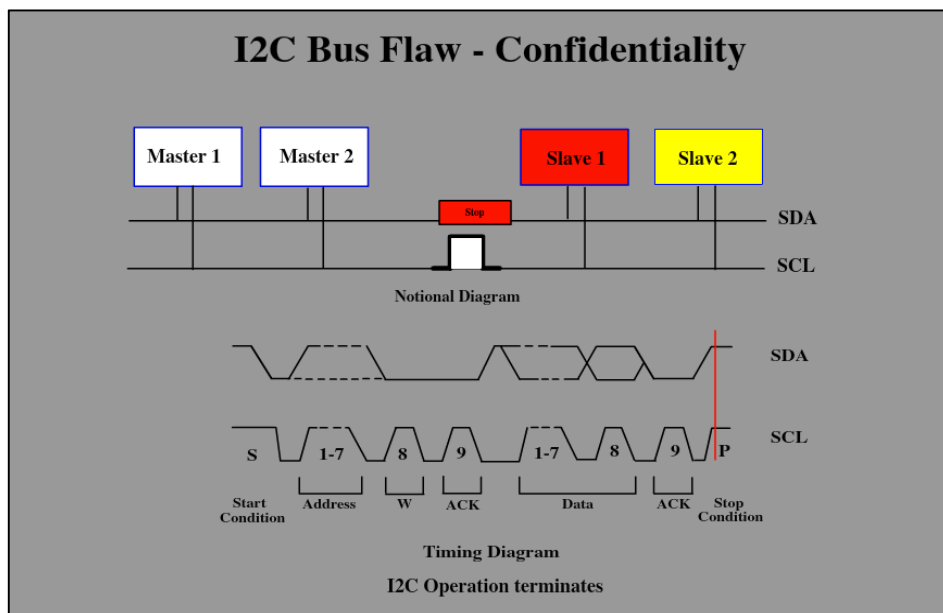 I2C Bus Flaw - Confidentiality
Master 1
Master 2
Slave 1
Slave 2
Stop
SDA
SCL
Notional Diagram
SDA
SCL
S
1-7
8
9
1-7
8
9
P
Start
Condition
Address
W
ACK
Data
ACK
Stop
Condition
Timing Diagram
I2C Operation terminates